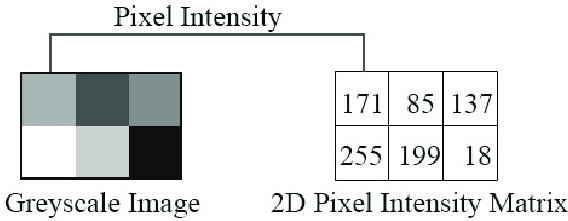 Pixel Intensity
171 85 137
255 199 18
Greyscale Image
2D Pixel Intensity Matrix